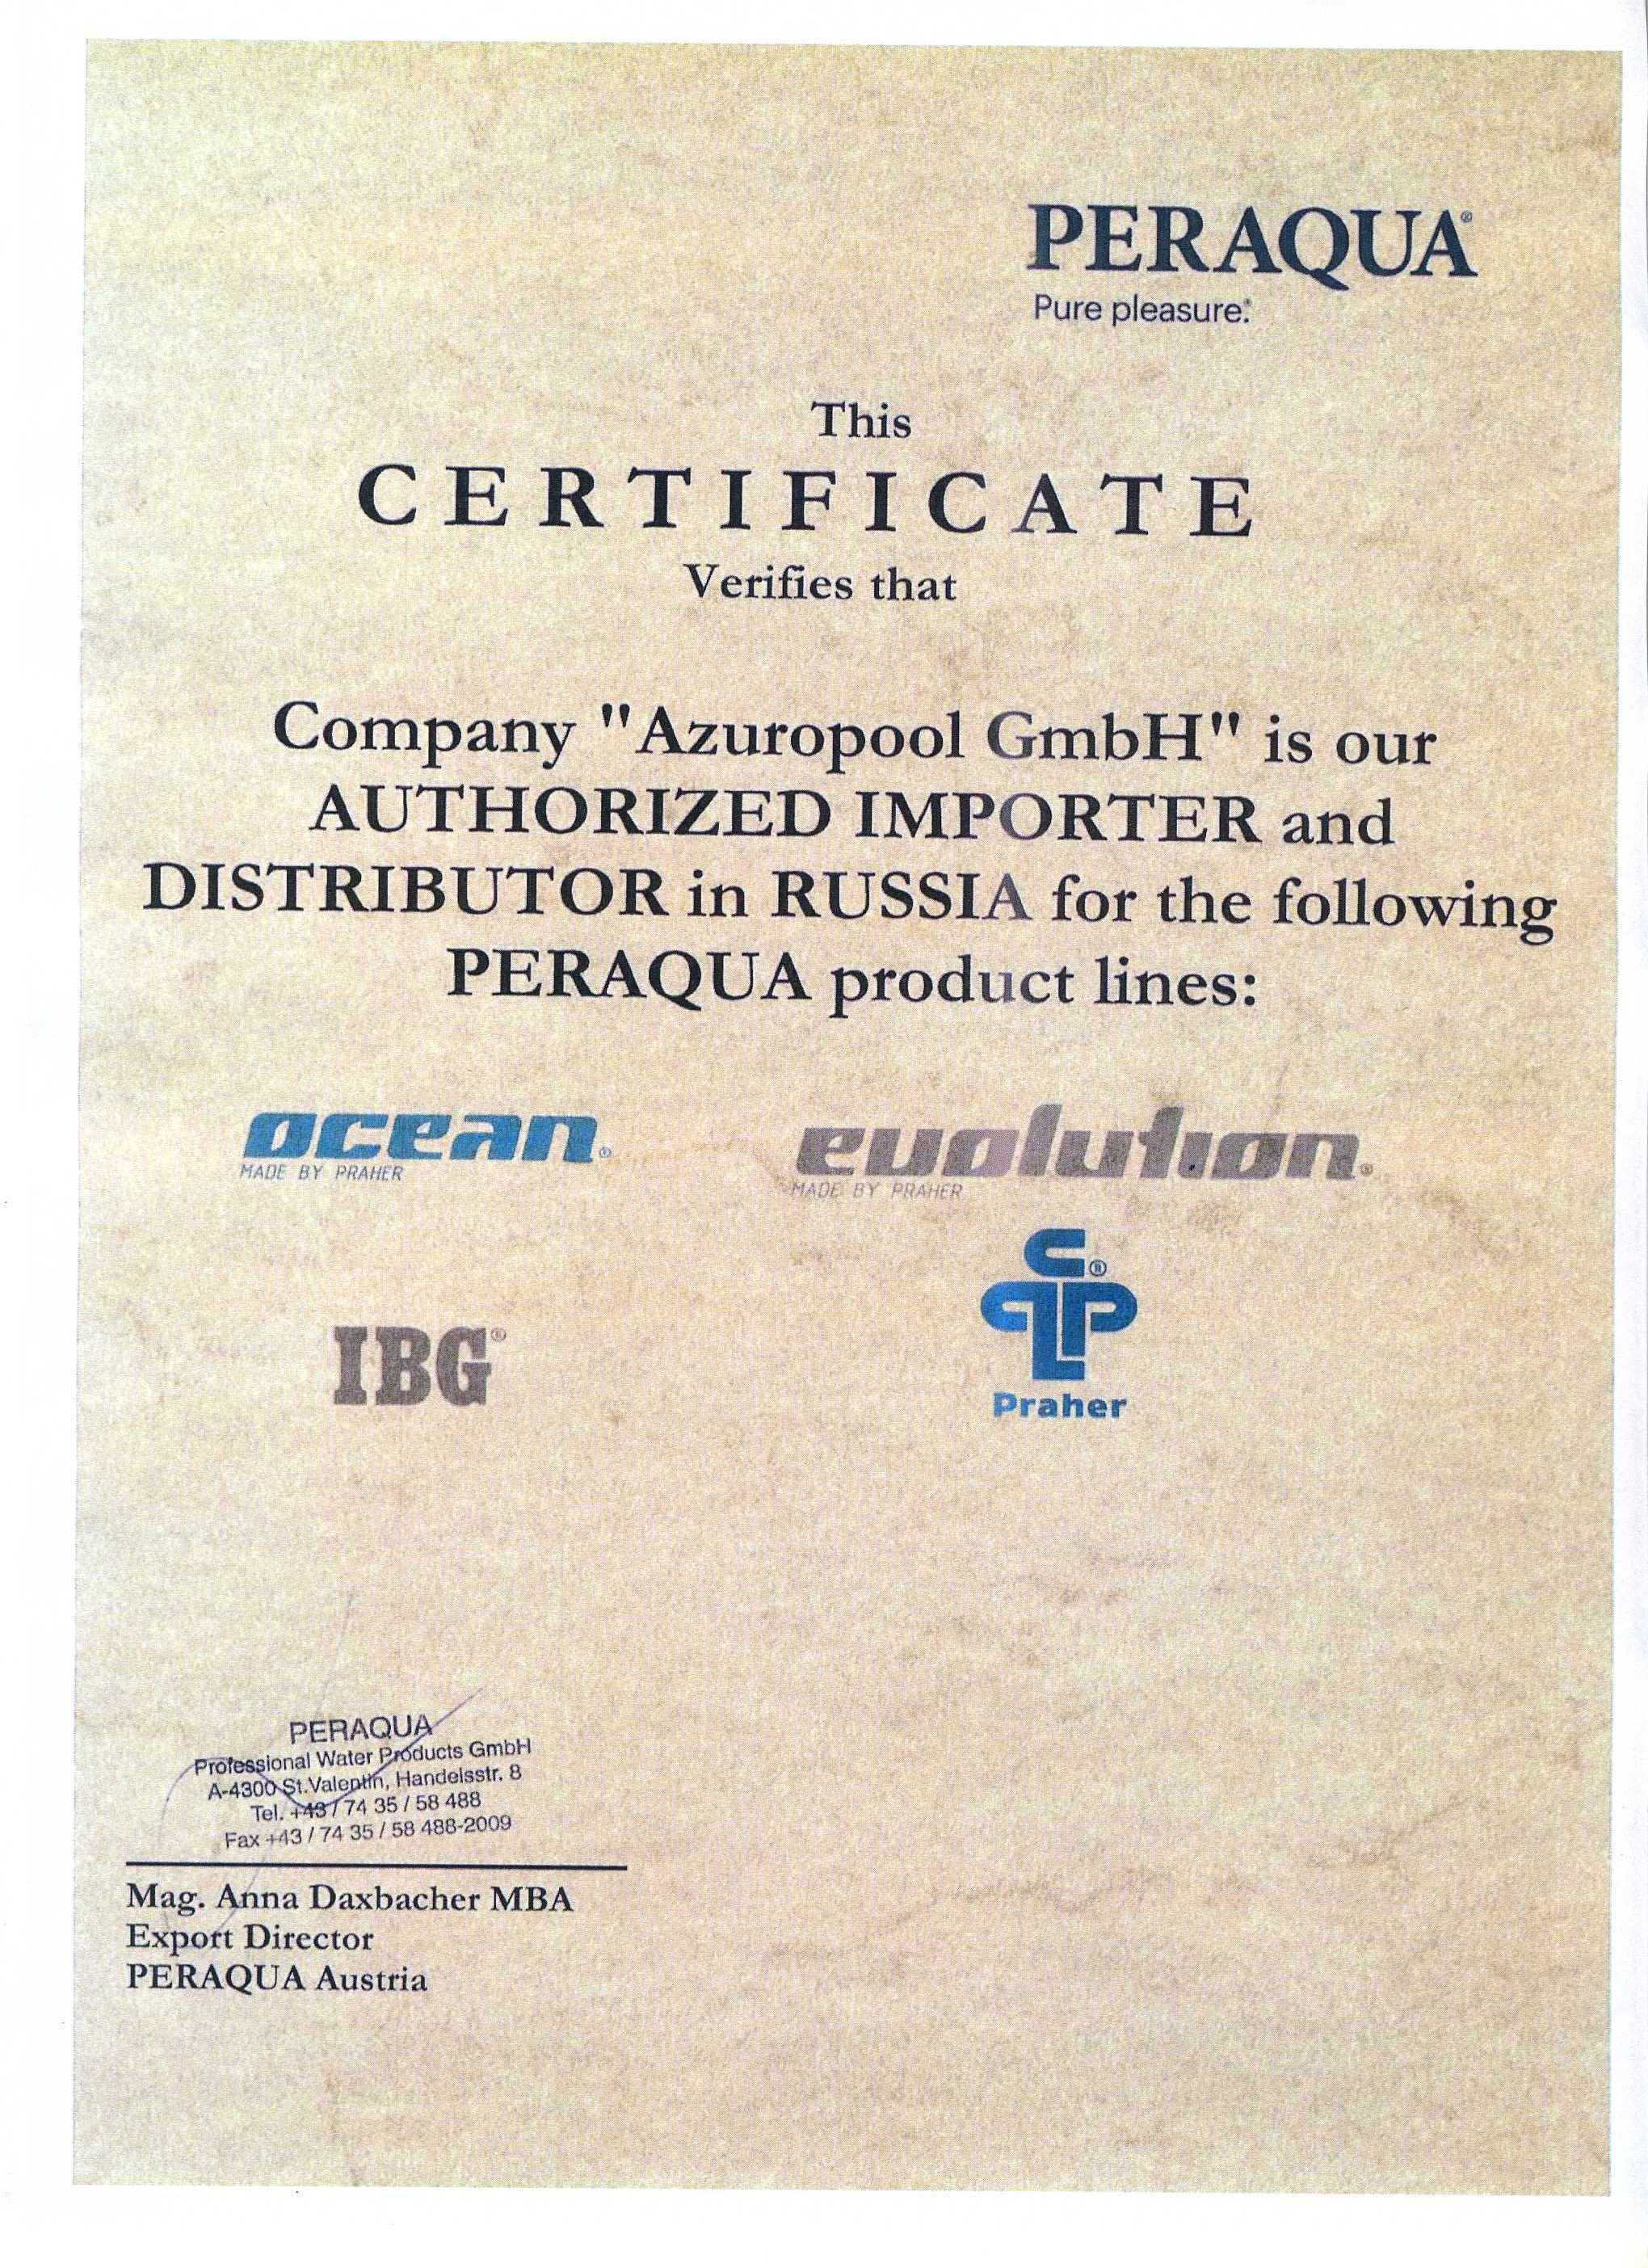 PERAQUA®
Pure pleasure.®
This
CERTIFICATE
Verifies that
Company "Azuropool GmbH" is our
AUTHORIZED IMPORTER and
DISTRIBUTOR in RUSSIA for the following
PERAQUA product lines:
ocean®
MADE BY PRAHER
evolution®
MADE BY PRAHER
IBG®
®
Praher
PERAQUA
Professional Water Products GmbH
A-4300 St.Valentin, Handelsstr. 8
Tel. +43 / 74 35 / 58 488
Fax +43 / 74 35 / 58 488-2009
Mag. Anna Daxbacher MBA
Export Director
PERAQUA Austria